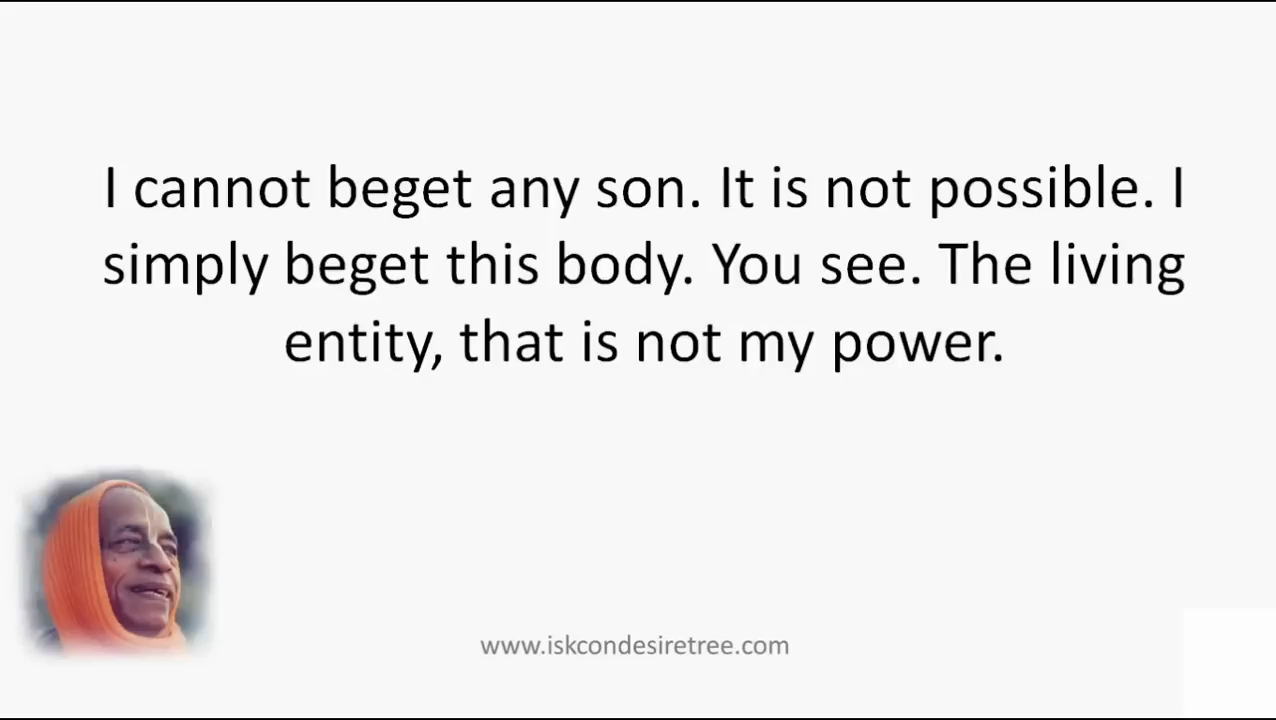 I cannot beget any son. It is not possible. I
simply beget this body. You see. The living
entity, that is not my power.
www.iskcondesiretree.com